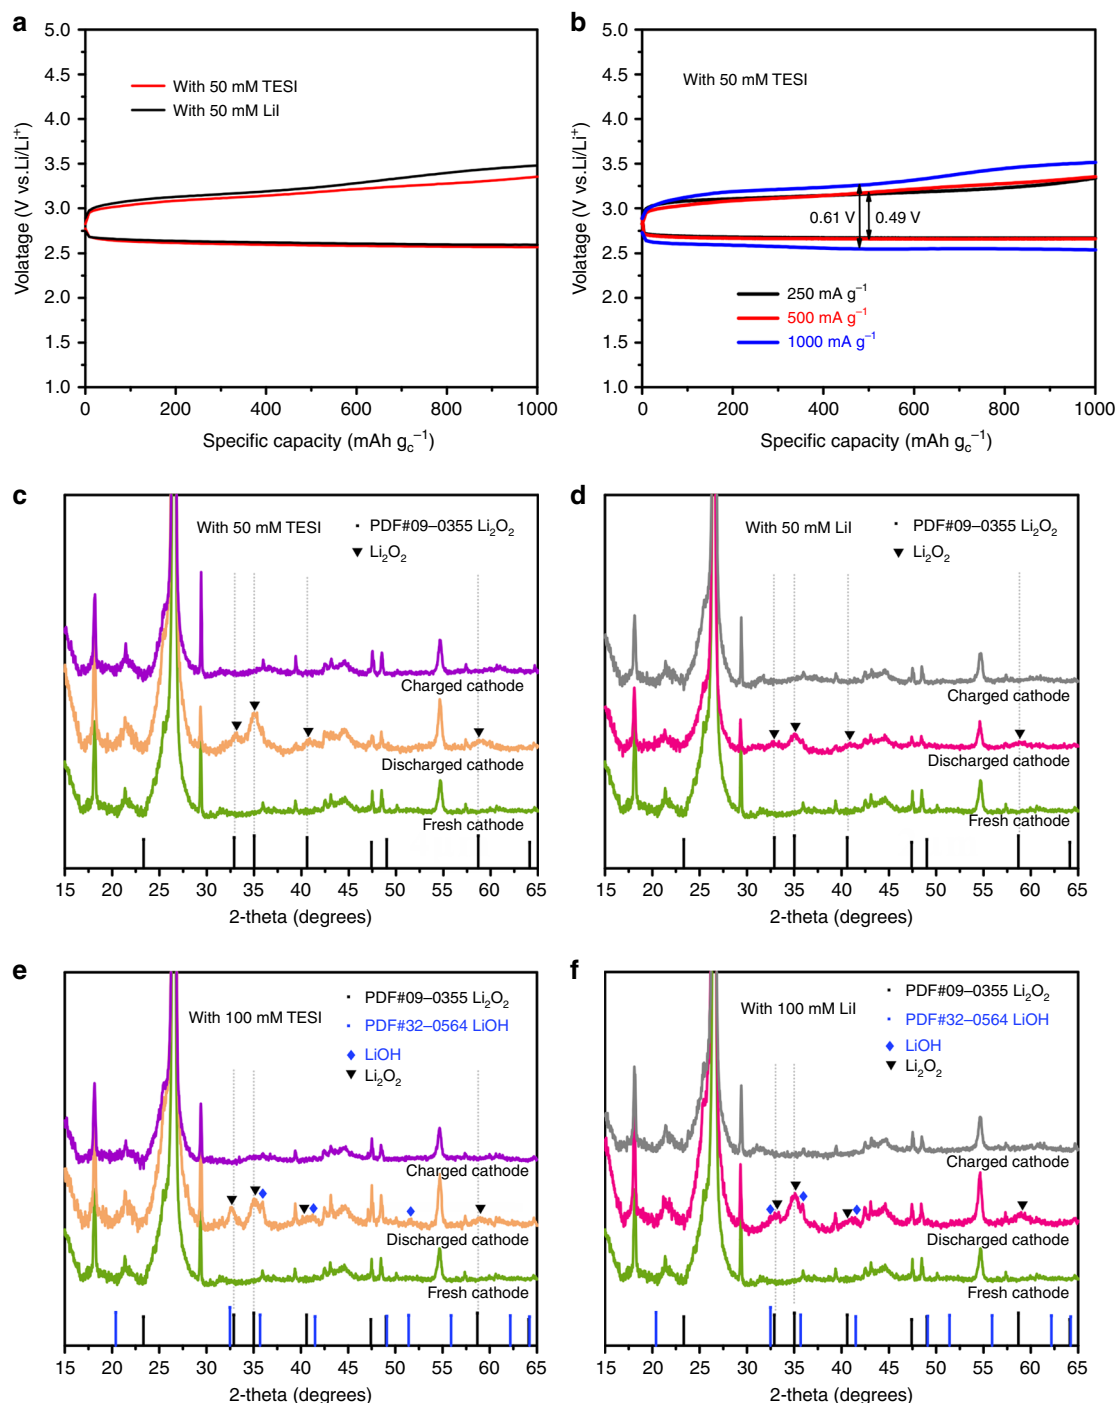 a
5.0
4.5
4.0
3.5
3.0
2.5
2.0
1.5
1.0
Volatage (V vs.Li/Li⁺)
With 50 mM TESI
With 50 mM LiI
0 200 400 600 800 1000
Specific capacity (mAh g_c⁻¹)
b
5.0
4.5
4.0
3.5
3.0
2.5
2.0
1.5
1.0
Volatage (V vs.Li/Li⁺)
With 50 mM TESI
0.61 V
0.49 V
250 mA g⁻¹
500 mA g⁻¹
1000 mA g⁻¹
0 200 400 600 800 1000
Specific capacity (mAh g_c⁻¹)
c
With 50 mM TESI
PDF#09–0355 Li₂O₂
Li₂O₂
Charged cathode
Discharged cathode
Fresh cathode
15 20 25 30 35 40 45 50 55 60 65
2-theta (degrees)
d
With 50 mM LiI
PDF#09–0355 Li₂O₂
Li₂O₂
Charged cathode
Discharged cathode
Fresh cathode
15 20 25 30 35 40 45 50 55 60 65
2-theta (degrees)
e
With 100 mM TESI
PDF#09–0355 Li₂O₂
PDF#32–0564 LiOH
LiOH
Li₂O₂
Charged cathode
Discharged cathode
Fresh cathode
15 20 25 30 35 40 45 50 55 60 65
2-theta (degrees)
f
With 100 mM LiI
PDF#09–0355 Li₂O₂
PDF#32–0564 LiOH
LiOH
Li₂O₂
Charged cathode
Discharged cathode
Fresh cathode
15 20 25 30 35 40 45 50 55 60 65
2-theta (degrees)